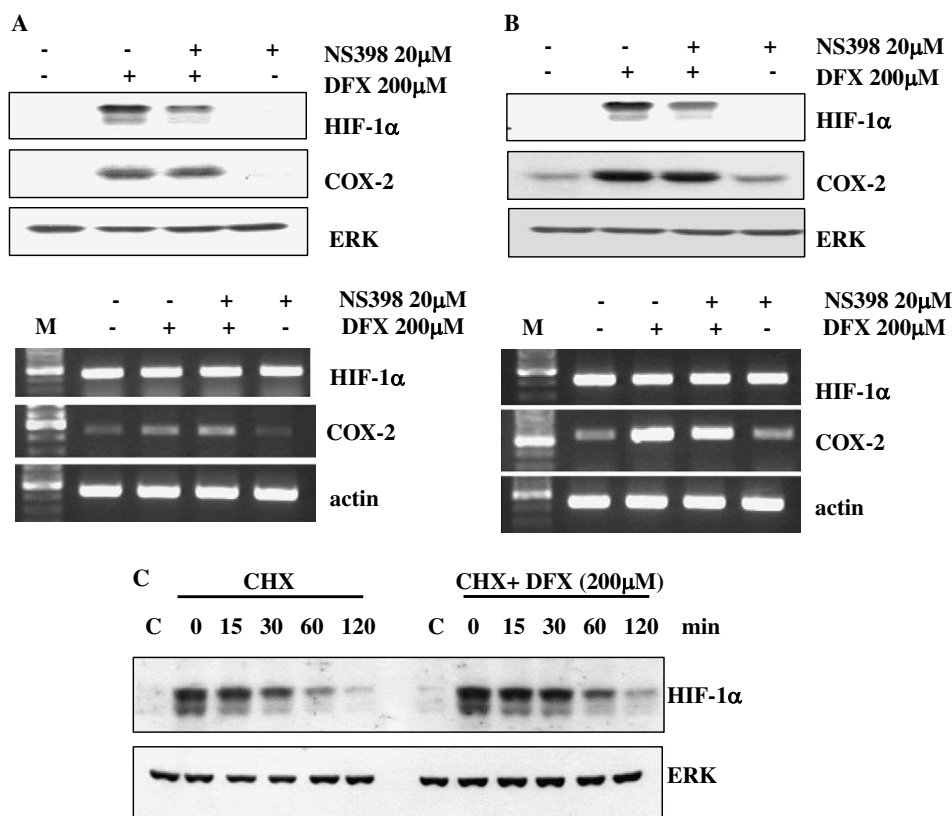 A
- - + + NS398 20μM
- + + - DFX 200μM
HIF-1α
COX-2
ERK
- - + + NS398 20μM
M - + + - DFX 200μM
HIF-1α
COX-2
actin
B
- - + + NS398 20μM
- + + - DFX 200μM
HIF-1α
COX-2
ERK
- - + + NS398 20μM
M - + + - DFX 200μM
HIF-1α
COX-2
actin
C CHX CHX+ DFX (200μM)
C 0 15 30 60 120 C 0 15 30 60 120 min
HIF-1α
ERK